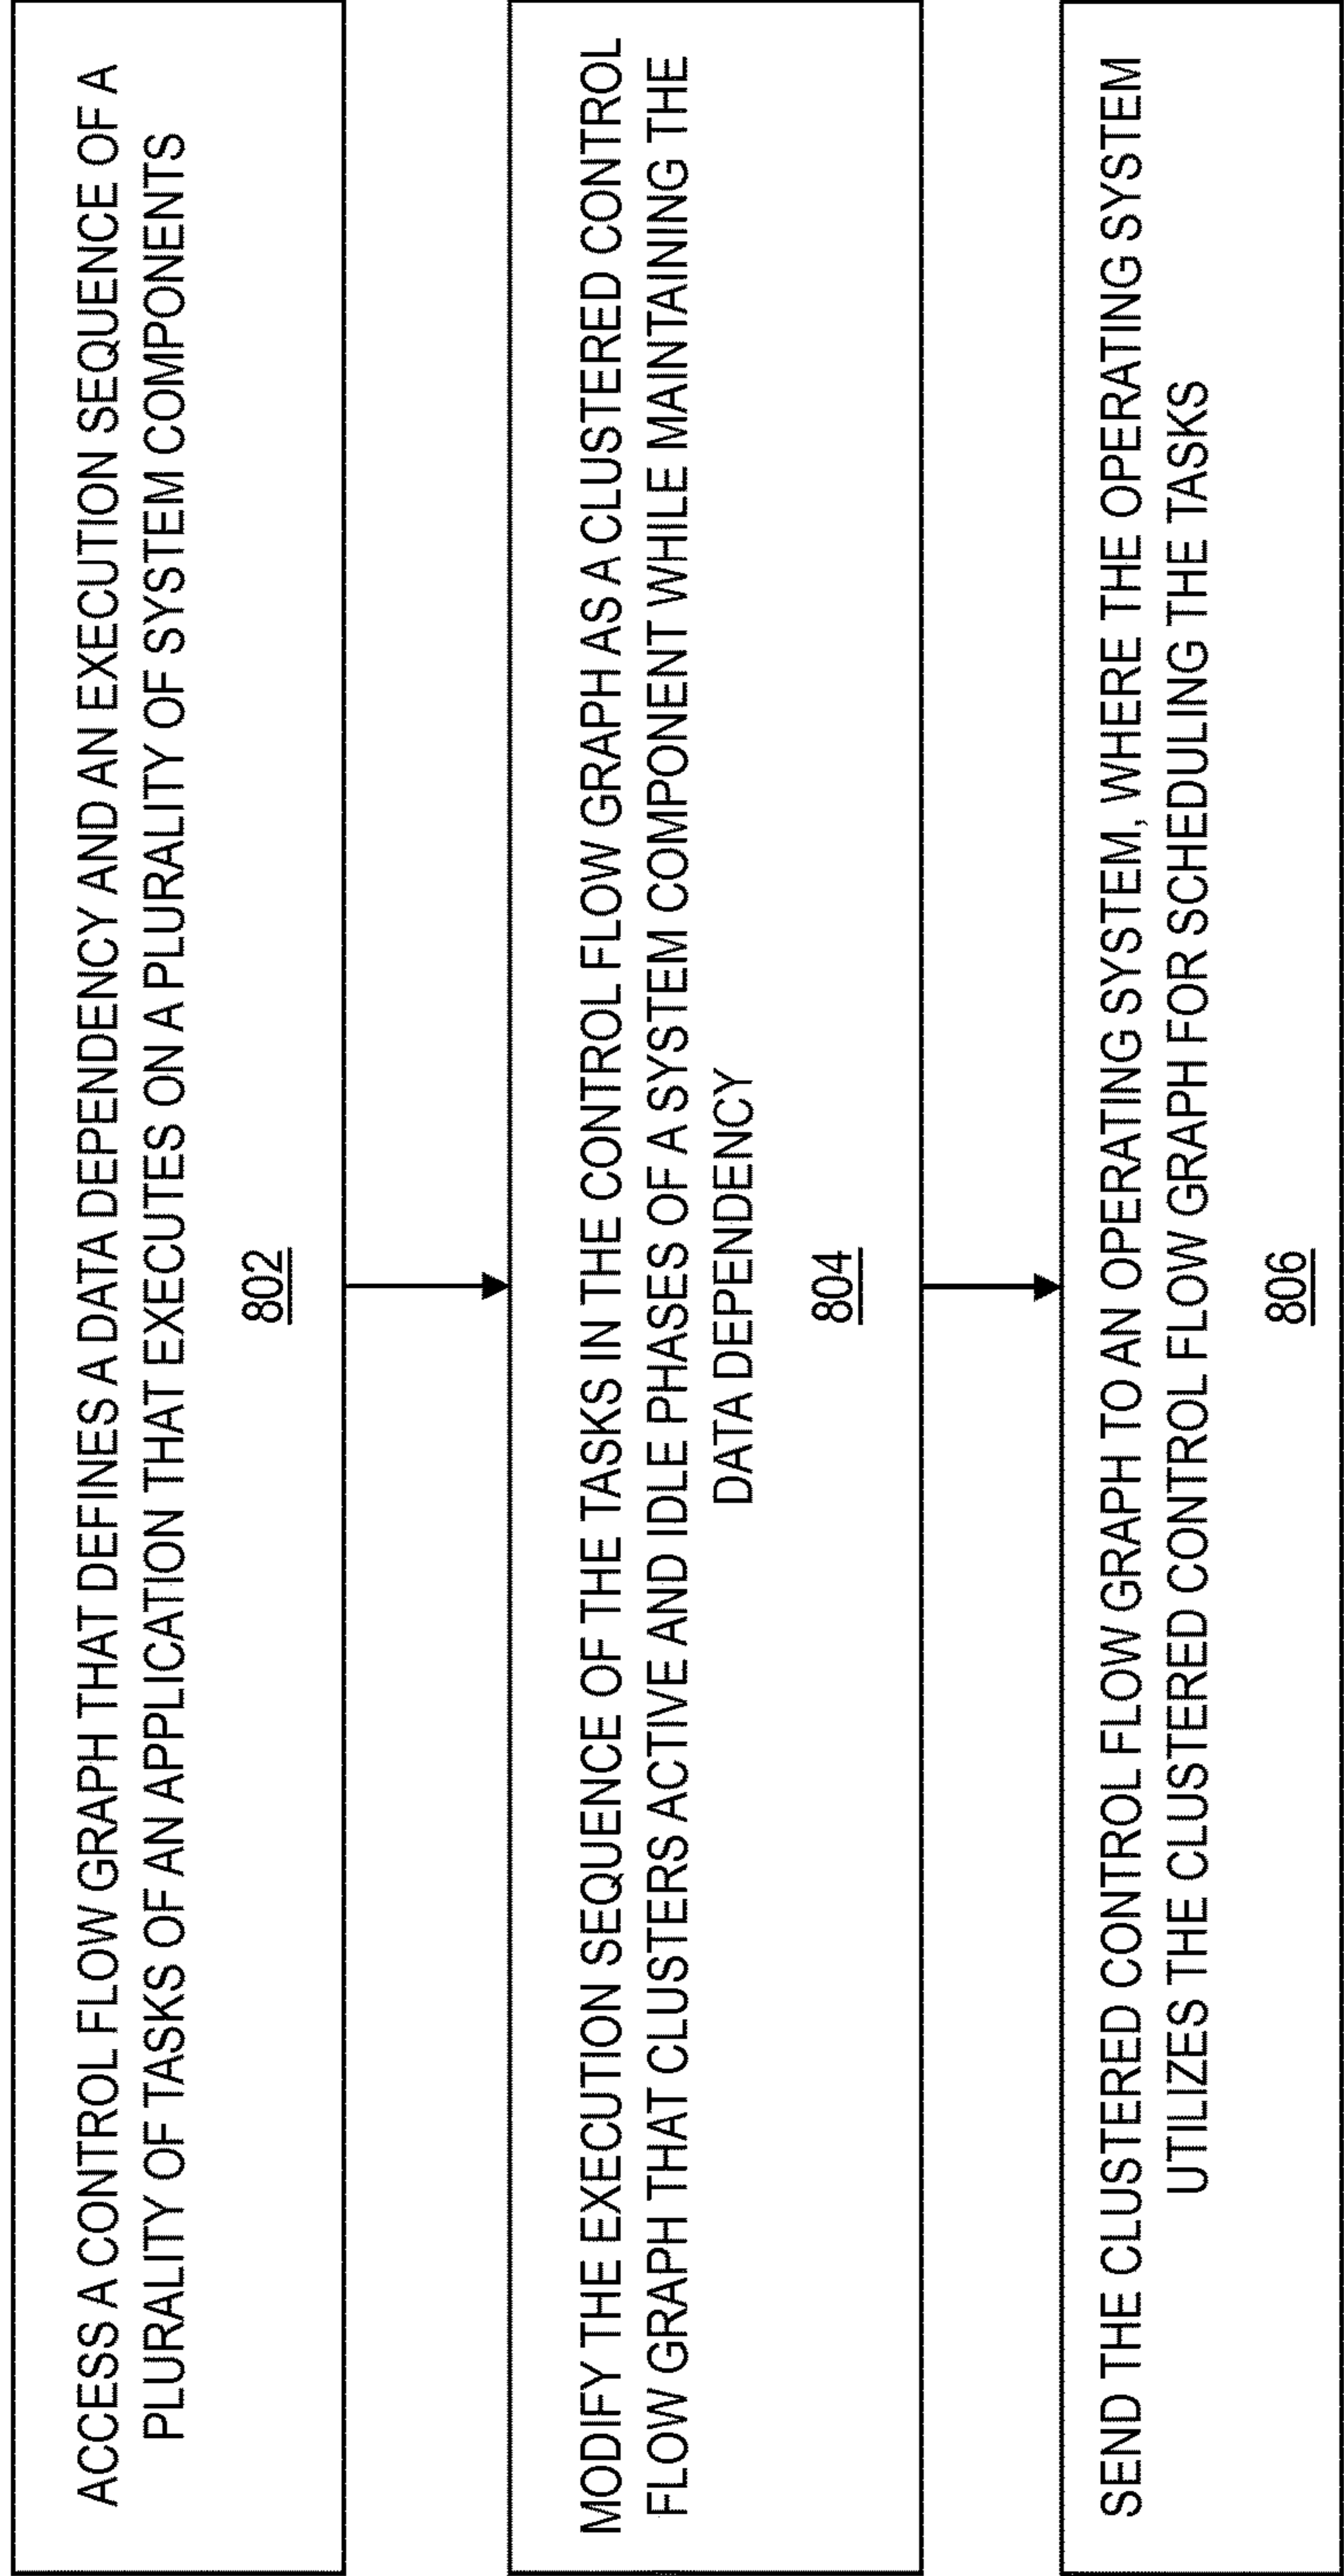 ACCESS A CONTROL FLOW GRAPH THAT DEFINES A DATA DEPENDENCY AND AN EXECUTION SEQUENCE OF A
PLURALITY OF TASKS OF AN APPLICATION THAT EXECUTES ON A PLURALITY OF SYSTEM COMPONENTS
802
MODIFY THE EXECUTION SEQUENCE OF THE TASKS IN THE CONTROL FLOW GRAPH AS A CLUSTERED CONTROL
FLOW GRAPH THAT CLUSTERS ACTIVE AND IDLE PHASES OF A SYSTEM COMPONENT WHILE MAINTAINING THE
DATA DEPENDENCY
804
SEND THE CLUSTERED CONTROL FLOW GRAPH TO AN OPERATING SYSTEM, WHERE THE OPERATING SYSTEM
UTILIZES THE CLUSTERED CONTROL FLOW GRAPH FOR SCHEDULING THE TASKS
806